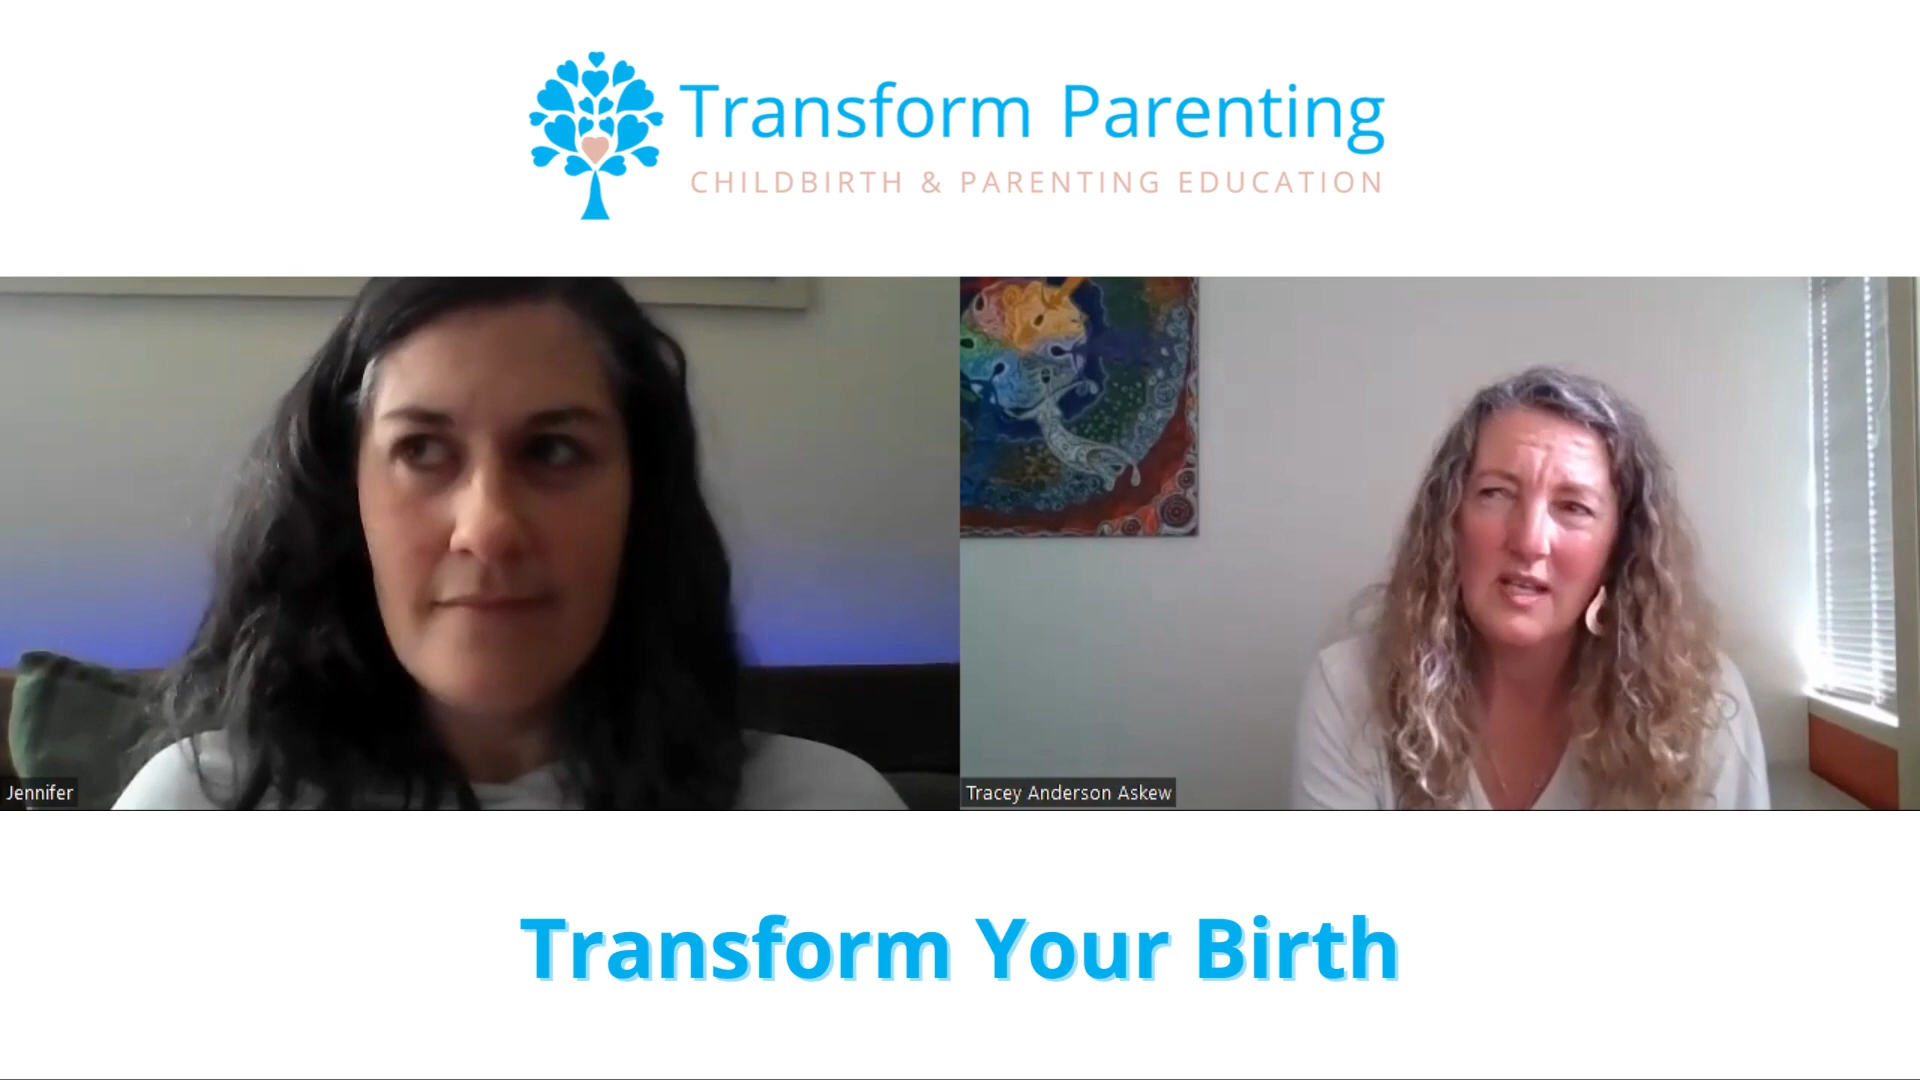 Transform Parenting
CHILDBIRTH & PARENTING EDUCATION
Jennifer
Tracey Anderson Askew
Transform Your Birth